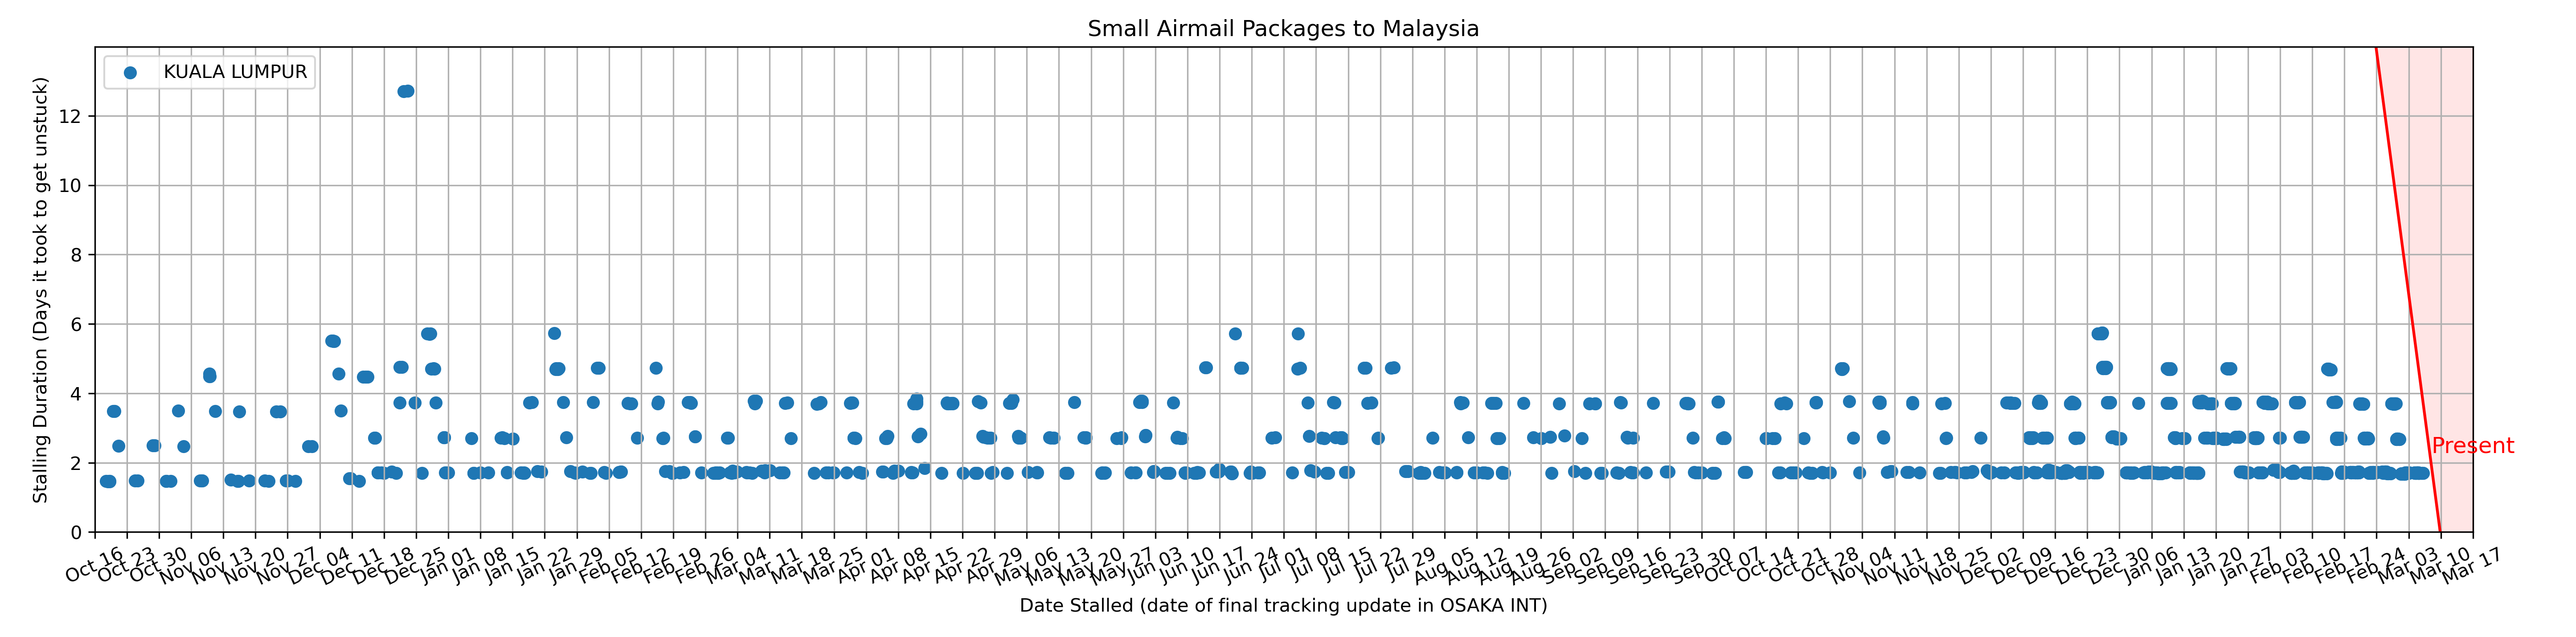 Small Airmail Packages to Malaysia
KUALA LUMPUR
Stalling Duration (Days it took to get unstuck)
12
10
8
6
4
2
0
Present
Oct 16 Oct 23 Oct 30 Nov 06 Nov 13 Nov 20 Nov 27 Dec 04 Dec 11 Dec 18 Dec 25 Jan 01 Jan 08 Jan 15 Jan 22 Jan 29 Feb 05 Feb 12 Feb 19 Feb 26 Mar 04 Mar 11 Mar 18 Mar 25 Apr 01 Apr 08 Apr 15 Apr 22 Apr 29 May 06 May 13 May 20 May 27 Jun 03 Jun 10 Jun 17 Jun 24 Jul 01 Jul 08 Jul 15 Jul 22 Jul 29 Aug 05 Aug 12 Aug 19 Aug 26 Sep 02 Sep 09 Sep 16 Sep 23 Sep 30 Oct 07 Oct 14 Oct 21 Oct 28 Nov 04 Nov 11 Nov 18 Nov 25 Dec 02 Dec 09 Dec 16 Dec 23 Dec 30 Jan 06 Jan 13 Jan 20 Jan 27 Feb 03 Feb 10 Feb 17 Feb 24 Mar 03 Mar 10 Mar 17
Date Stalled (date of final tracking update in OSAKA INT)